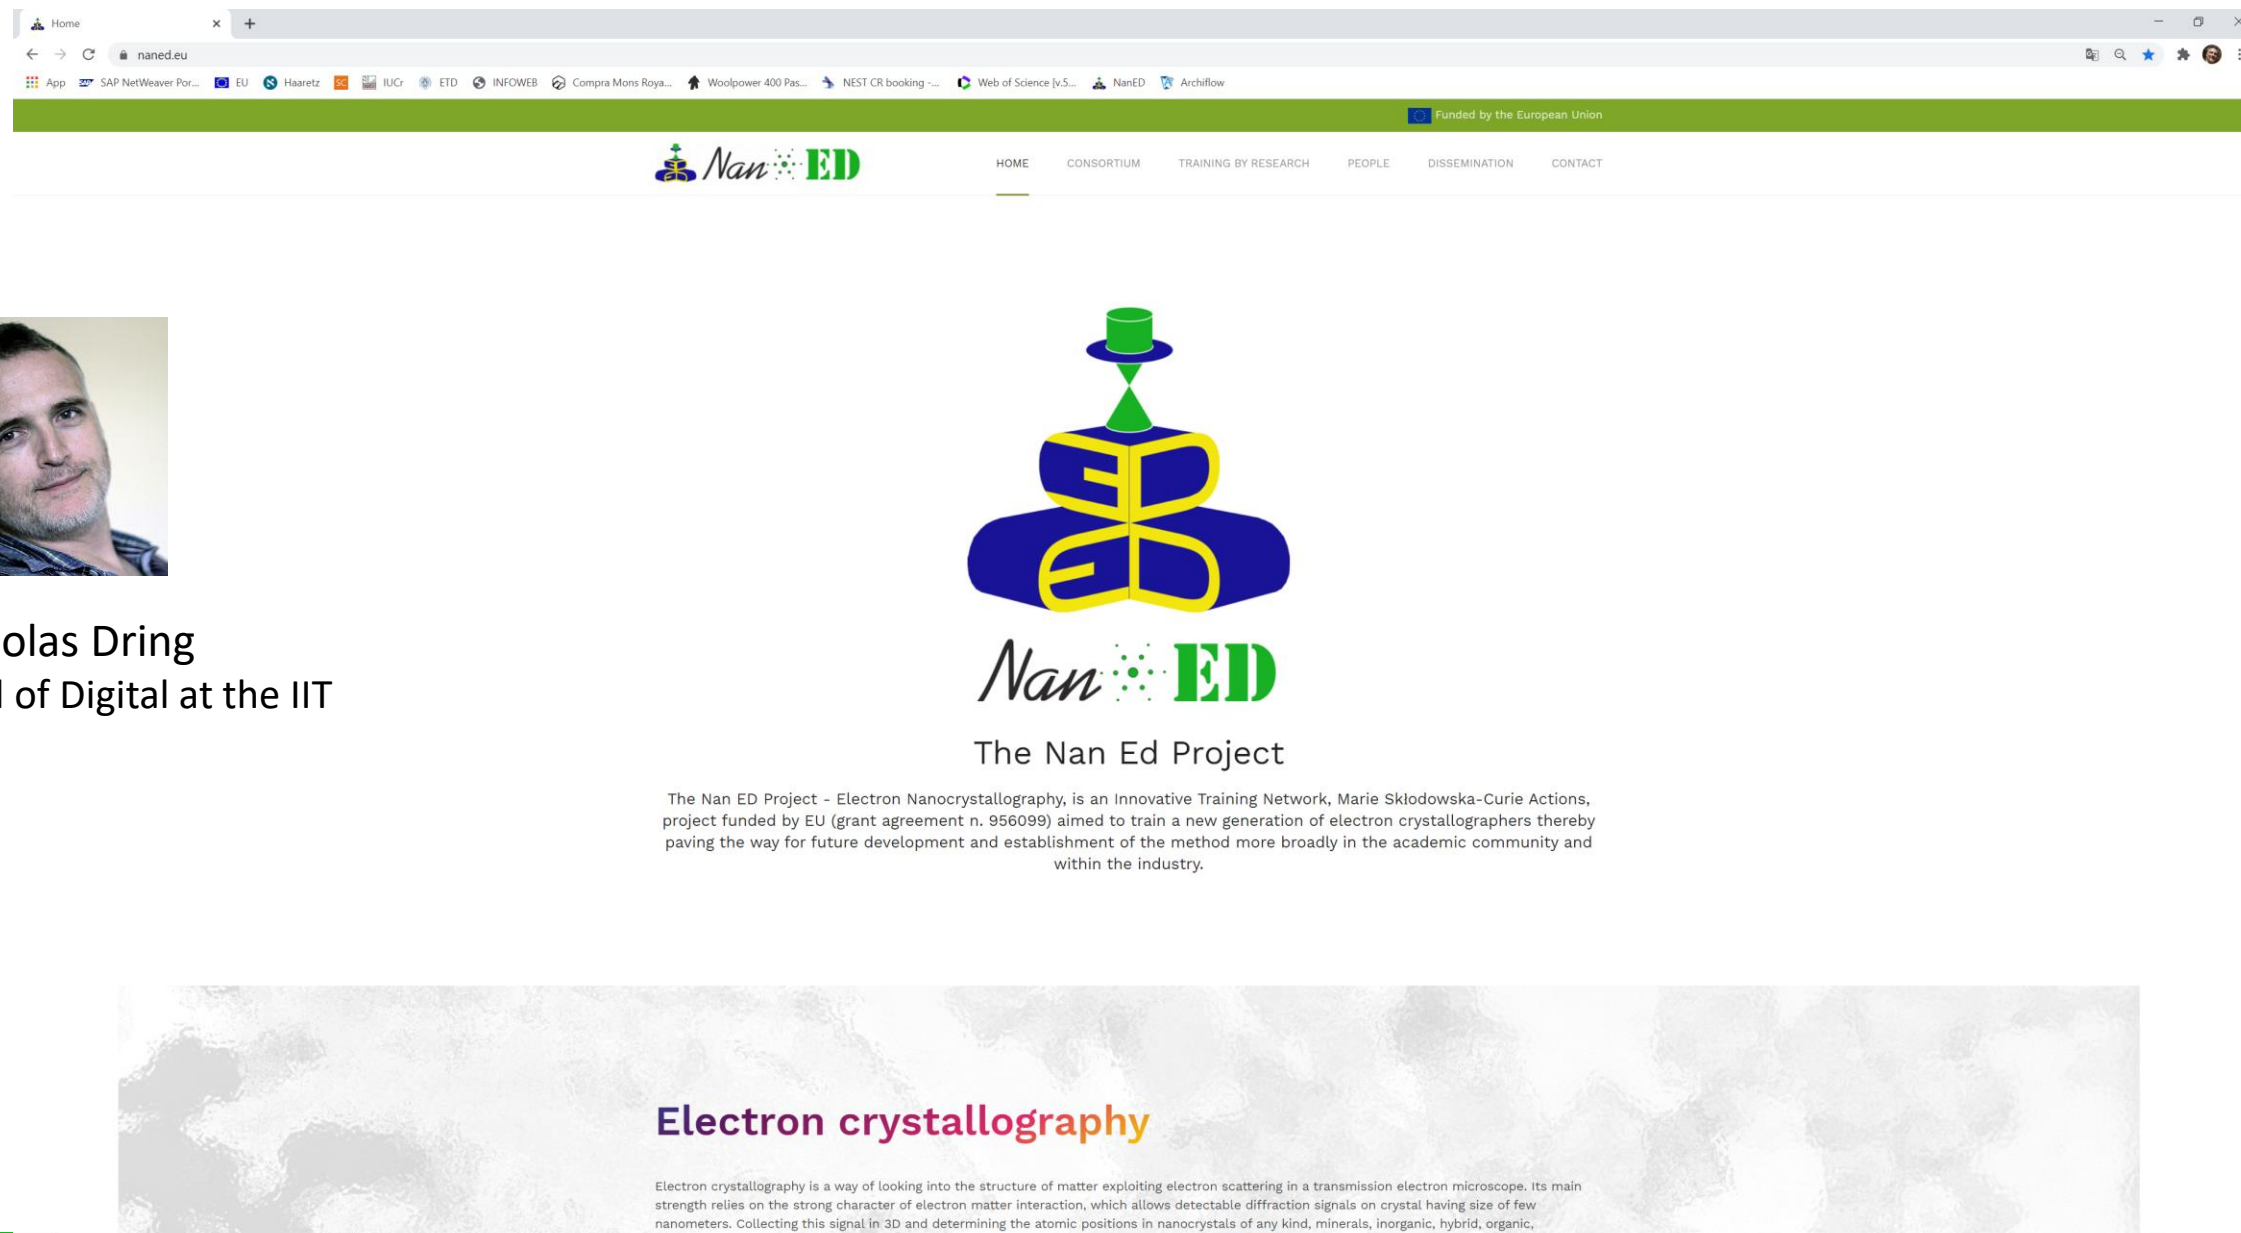 Home
naned.eu
App SAP NetWeaver Por... EU Haaretz SC IUCr ETD INFOWEB Compra Mons Roya... Woolpower 400 Pas... NEST CR booking -... Web of Science [v.5... NanED Archiflow
Funded by the European Union
Nan ED HOME CONSORTIUM TRAINING BY RESEARCH PEOPLE DISSEMINATION CONTACT
ED
ED
olas Dring
of Digital at the IIT
Nan ED
The Nan Ed Project
The Nan ED Project - Electron Nanocrystallography, is an Innovative Training Network, Marie Skłodowska-Curie Actions,
project funded by EU (grant agreement n. 956099) aimed to train a new generation of electron crystallographers thereby
paving the way for future development and establishment of the method more broadly in the academic community and
within the industry.
Electron crystallography
Electron crystallography is a way of looking into the structure of matter exploiting electron scattering in a transmission electron microscope. Its main
strength relies on the strong character of electron matter interaction, which allows detectable diffraction signals on crystal having size of few
nanometers. Collecting this signal in 3D and determining the atomic positions in nanocrystals of any kind, minerals, inorganic, hybrid, organic,